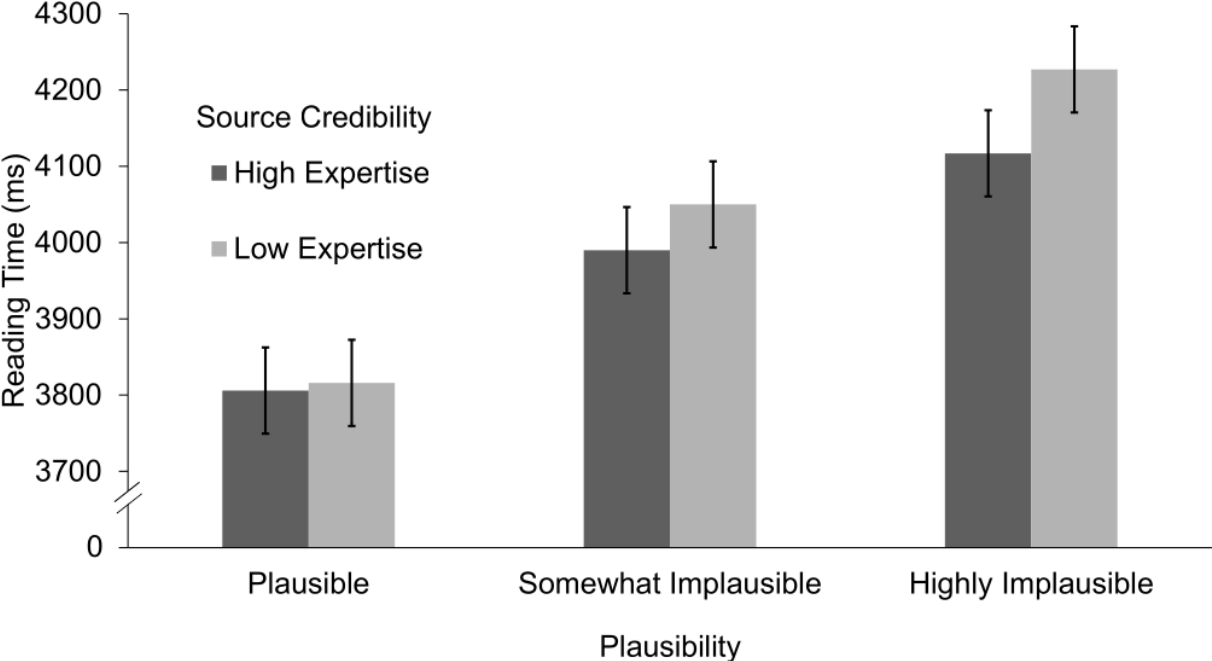 4300
4200
4100
4000
3900
3800
3700
0
Reading Time (ms)
Source Credibility
High Expertise
Low Expertise
Plausible
Somewhat Implausible
Highly Implausible
Plausibility